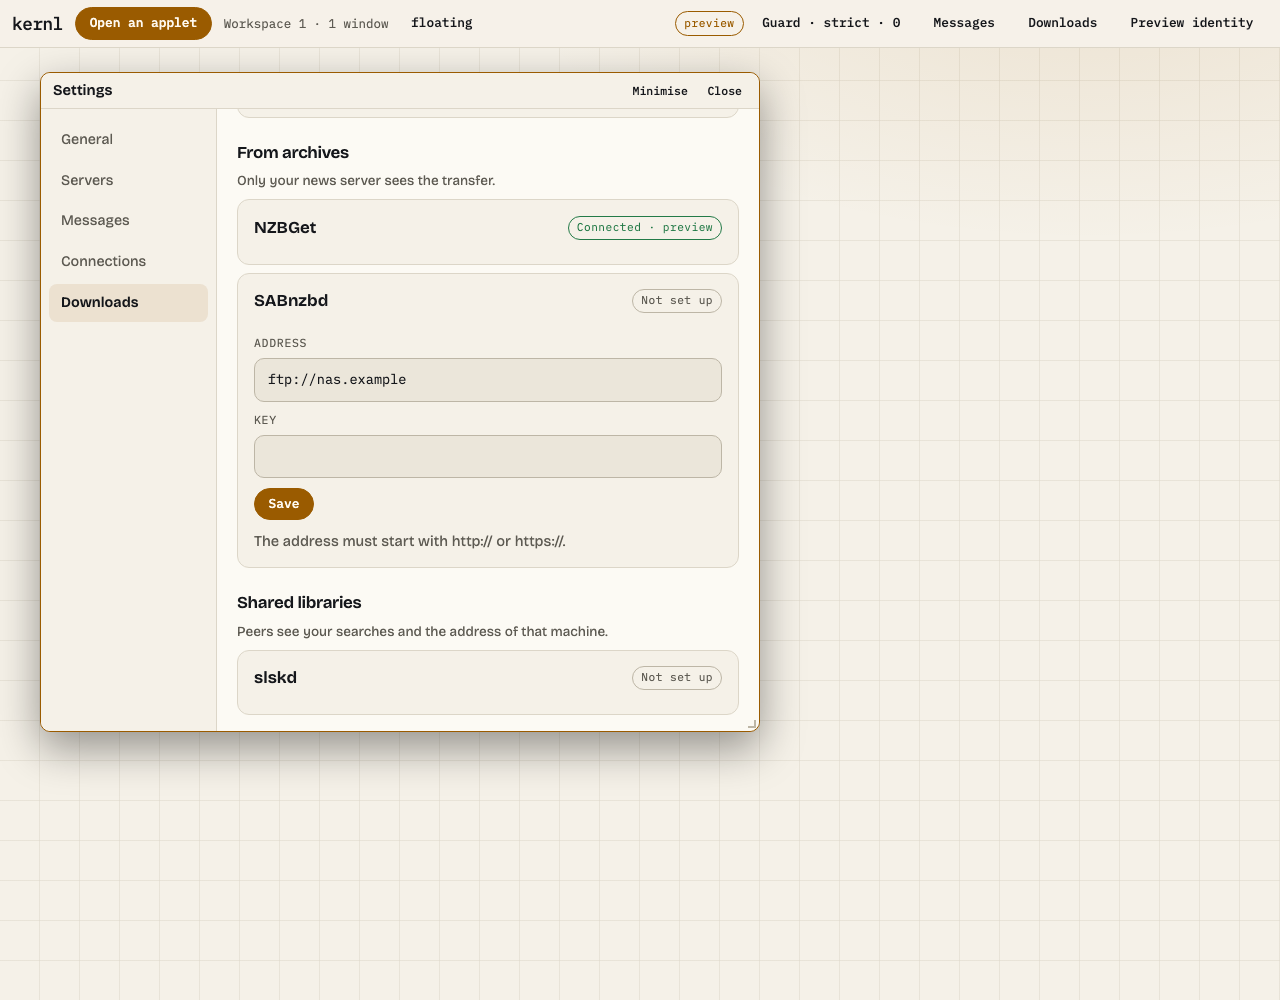 kernl
Open an applet
Workspace 1 · 1 window
floating
preview
Guard · strict · 0
Messages
Downloads
Preview identity
Settings
Minimise
Close
General
Servers
Messages
Connections
Downloads
From archives
Only your news server sees the transfer.
NZBGet
Connected · preview
SABnzbd
Not set up
ADDRESS
ftp://nas.example
KEY
Save
The address must start with http:// or https://.
Shared libraries
Peers see your searches and the address of that machine.
slskd
Not set up